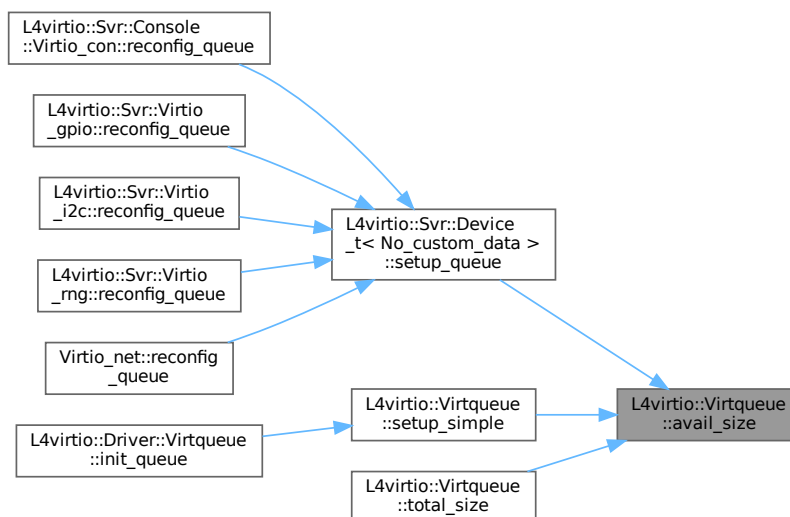 L4virtio::Svr::Console
::Virtio_con::reconfig_queue
L4virtio::Svr::Virtio
_gpio::reconfig_queue
L4virtio::Svr::Virtio
_i2c::reconfig_queue
L4virtio::Svr::Virtio
_rng::reconfig_queue
Virtio_net::reconfig
_queue
L4virtio::Driver::Virtqueue
::init_queue
L4virtio::Svr::Device
_t< No_custom_data >
::setup_queue
L4virtio::Virtqueue
::setup_simple
L4virtio::Virtqueue
::total_size
L4virtio::Virtqueue
::avail_size